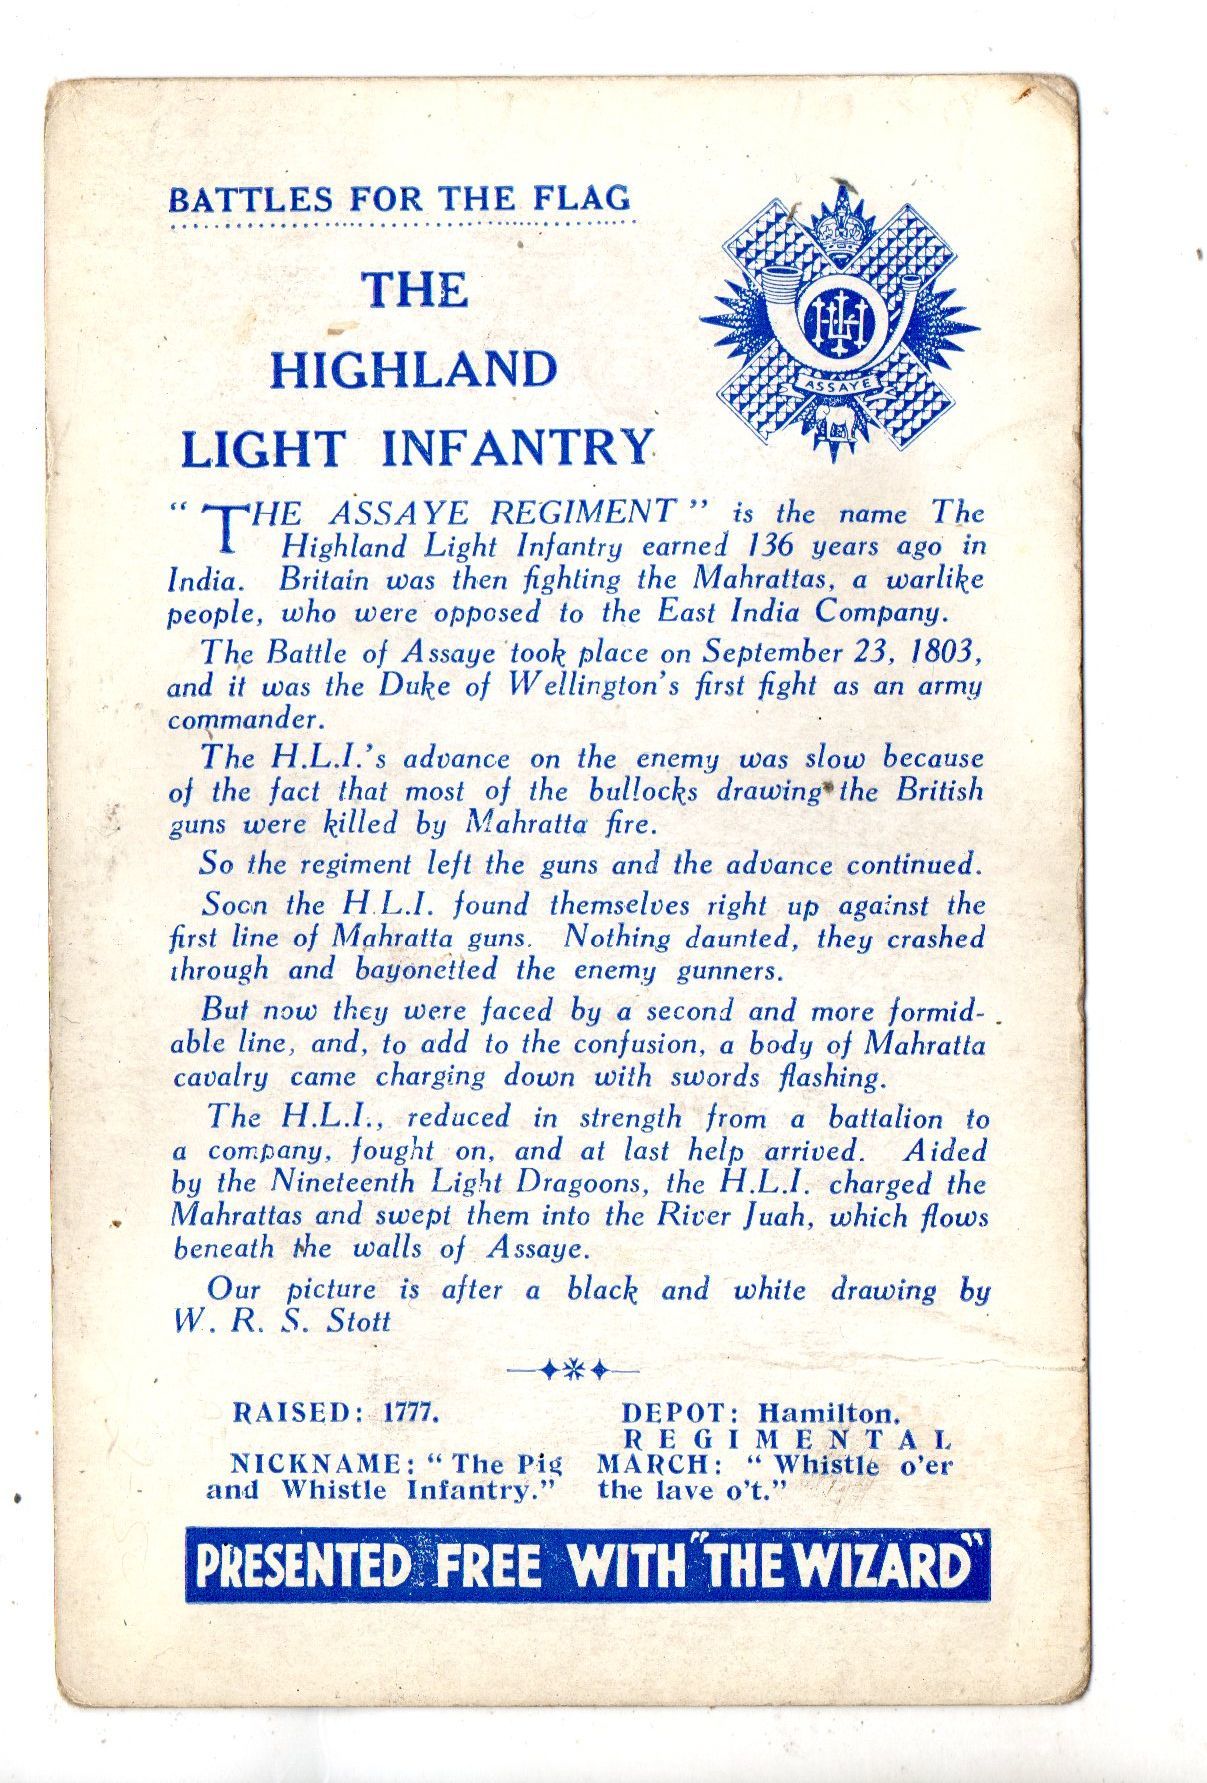 BATTLES FOR THE FLAG
THE
HIGHLAND
LIGHT INFANTRY
HLI
ASSAYE
"THE ASSAYE REGIMENT" is the name The
Highland Light Infantry earned 136 years ago in
India. Britain was then fighting the Mahrattas, a warlike
people, who were opposed to the East India Company.
The Battle of Assaye took place on September 23, 1803,
and it was the Duke of Wellington's first fight as an army
commander.
The H.L.I.'s advance on the enemy was slow because
of the fact that most of the bullocks drawing the British
guns were killed by Mahratta fire.
So the regiment left the guns and the advance continued.
Soon the H.L.I. found themselves right up against the
first line of Mahratta guns. Nothing daunted, they crashed
through and bayonetted the enemy gunners.
But now they were faced by a second and more formid-
able line, and, to add to the confusion, a body of Mahratta
cavalry came charging down with swords flashing.
The H.L.I., reduced in strength from a battalion to
a company, fought on, and at last help arrived. Aided
by the Nineteenth Light Dragoons, the H.L.I. charged the
Mahrattas and swept them into the River Juah, which flows
beneath the walls of Assaye.
Our picture is after a black and white drawing by
W. R. S. Stott
RAISED: 1777.
NICKNAME: "The Pig
and Whistle Infantry."
DEPOT: Hamilton.
REGIMENTAL
MARCH: "Whistle o'er
the lave o't."
PRESENTED FREE WITH "THE WIZARD"